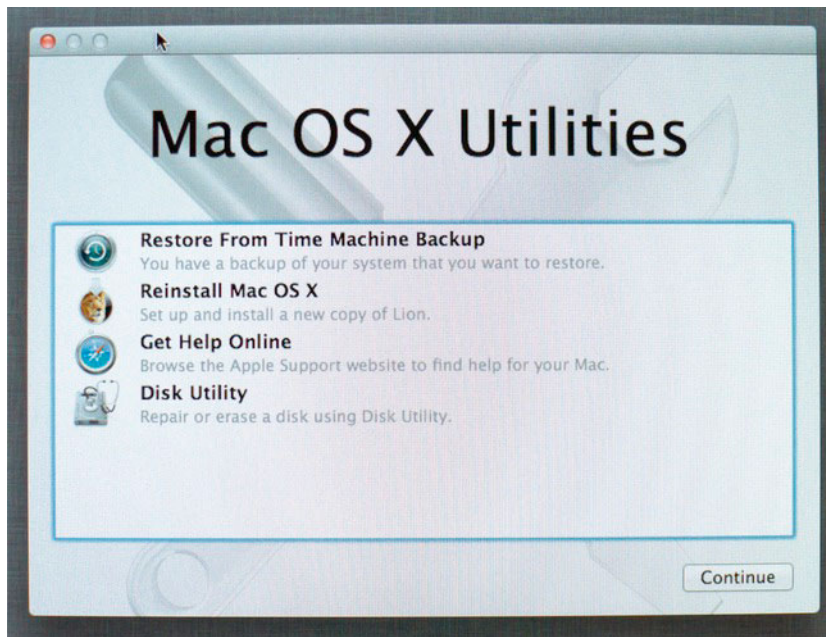 Mac OS X Utilities
Restore From Time Machine Backup
You have a backup of your system that you want to restore.
Reinstall Mac OS X
Set up and install a new copy of Lion.
Get Help Online
Browse the Apple Support website to find help for your Mac.
Disk Utility
Repair or erase a disk using Disk Utility.
Continue